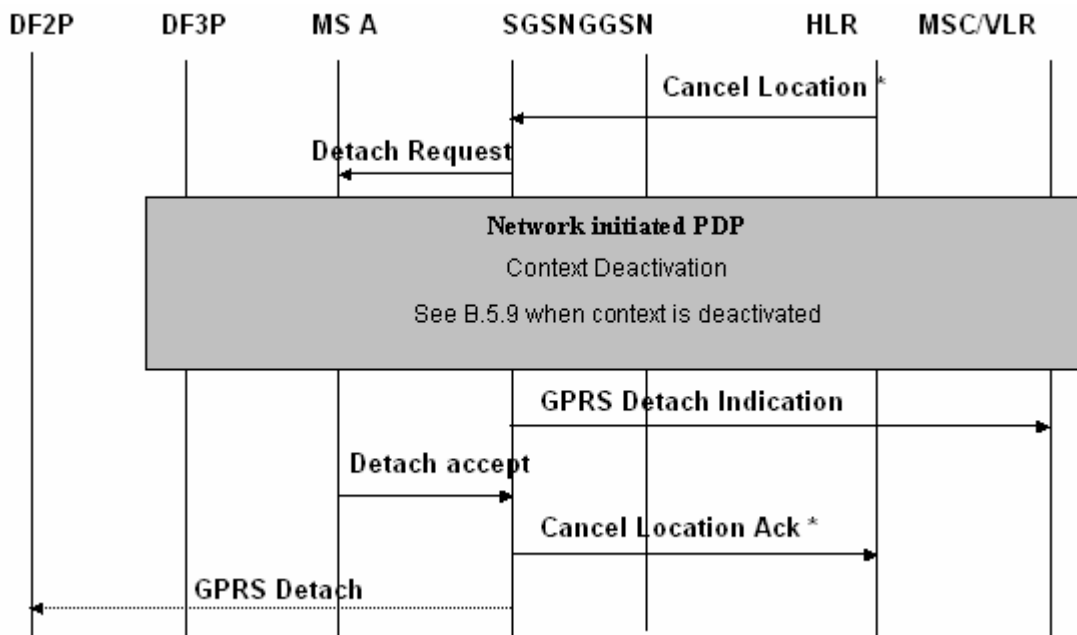 DF2P DF3P MS A SGSNGGSN HLR MSC/VLR
Cancel Location *
Detach Request
Network initiated PDP
Context Deactivation
See B.5.9 when context is deactivated
GPRS Detach Indication
Detach accept
Cancel Location Ack *
GPRS Detach